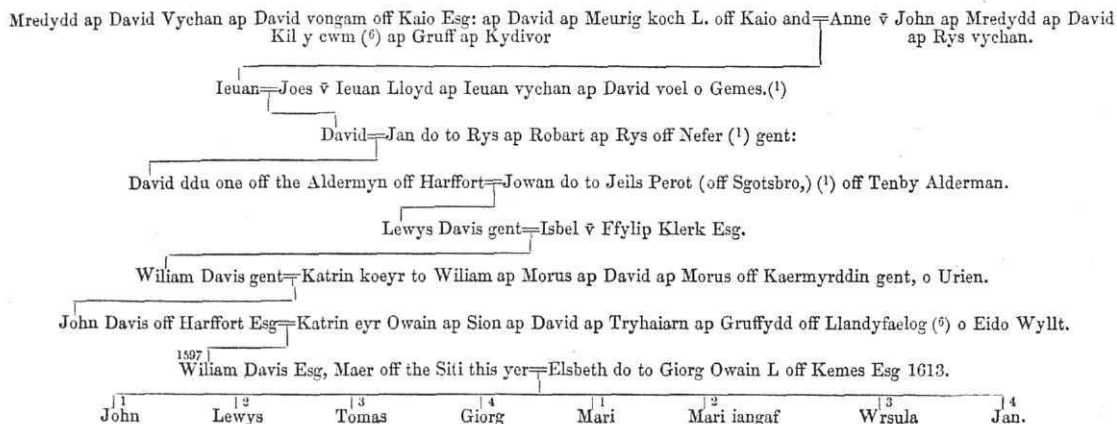 Mredydd ap David Vychan ap David vongam off Kaio Esg: ap David ap Meurig koch L. off Kaio and=Anne v̄ John ap Mredydd ap David
Kil y cwm (⁶) ap Gruff ap Kydivor ap Rys vychan.
Ieuan=Joes v̄ Ieuan Lloyd ap Ieuan vychan ap David voel o Gemes.(¹)
David=Jan do to Rys ap Robart ap Rys off Nefer (¹) gent:
David ddu one off the Aldermyn off Harffort=Jowan do to Jeils Perot (off Sgotsbro,) (¹) off Tenby Alderman.
Lewys Davis gent=Isbel v̄ Ffylip Klerk Esg.
Wiliam Davis gent=Katrin koeyr to Wiliam ap Morus ap David ap Morus off Kaermyrddin gent, o Urien.
John Davis off Harffort Esg=Katrin eyr Owain ap Sion ap David ap Tryhaiarn ap Gruffydd off Llandyfaelog (⁶) o Eido Wyllt.
1597
Wiliam Davis Esg, Maer off the Siti this yer=Elsbeth do to Giorg Owain L off Kemes Esg 1613.
1 2 3 4 1 2 3 4
John Lewys Tomas Giorg Mari Mari iangaf Wrsula Jan.